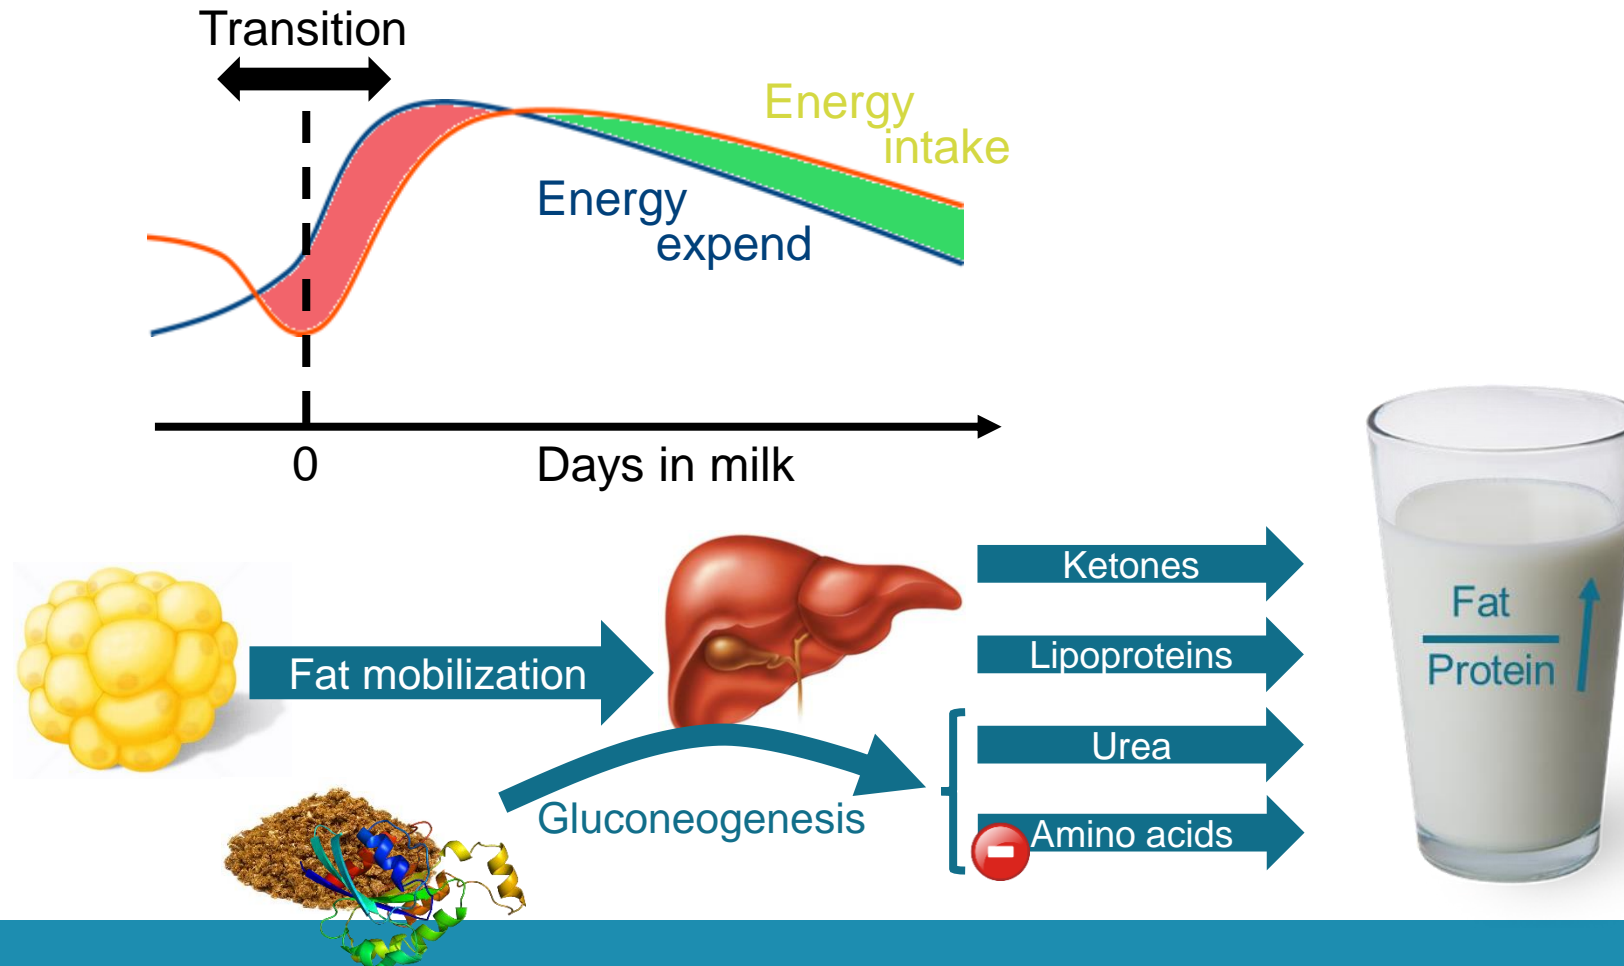 Transition
Energy
intake
Energy
expend
0
Days in milk
Ketones
Fat
Protein
Lipoproteins
Fat mobilization
Urea
Gluconeogenesis
Amino acids